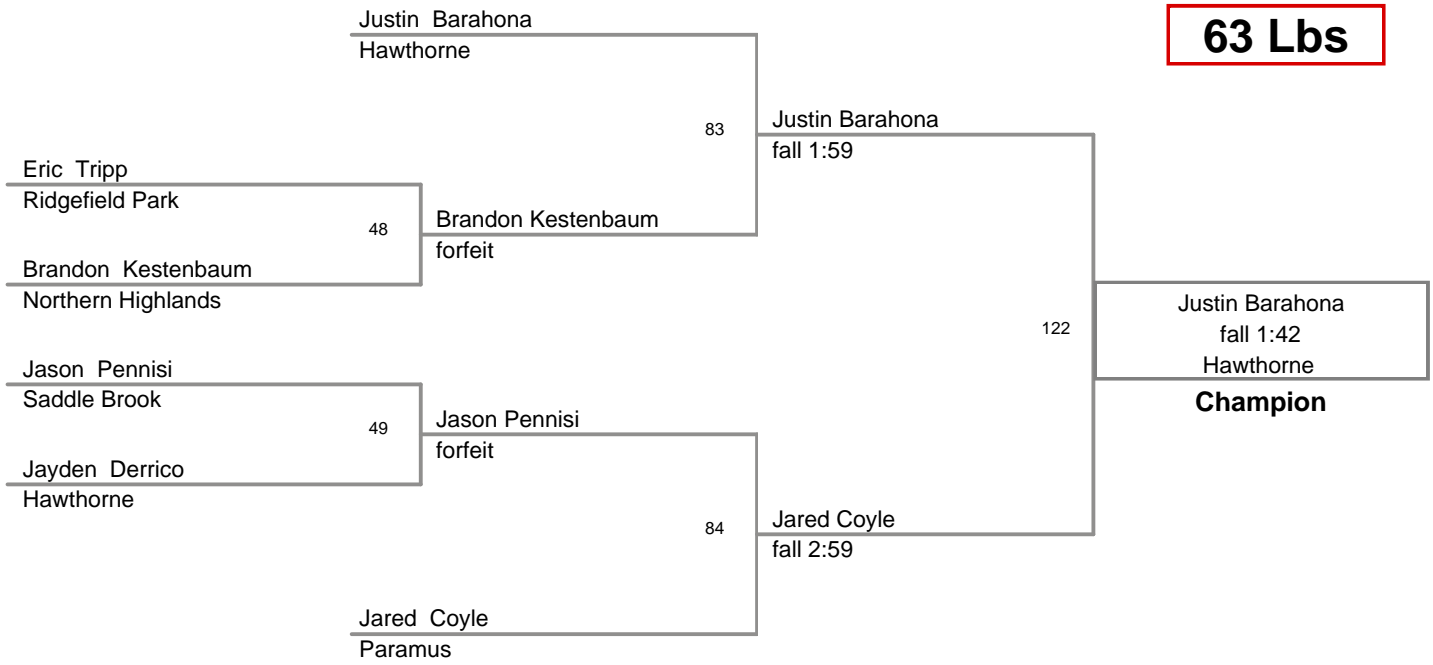 Justin Barahona
Hawthorne
63 Lbs
83
Justin Barahona
fall 1:59
Eric Tripp
Ridgefield Park
48
Brandon Kestenbaum
forfeit
Brandon Kestenbaum
Northern Highlands
122
Justin Barahona
fall 1:42
Hawthorne
Champion
Jason Pennisi
Saddle Brook
49
Jason Pennisi
forfeit
Jayden Derrico
Hawthorne
84
Jared Coyle
fall 2:59
Jared Coyle
Paramus